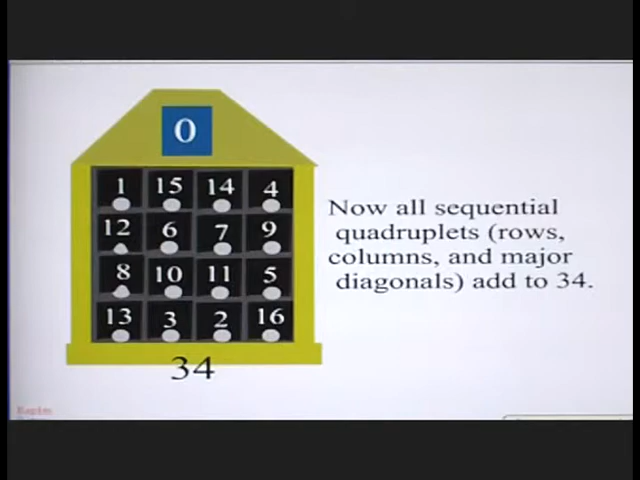 0
1 15 14 4
12 6 7 9
8 10 11 5
13 3 2 16
34
Now all sequential
quadruplets (rows,
columns, and major
diagonals) add to 34.